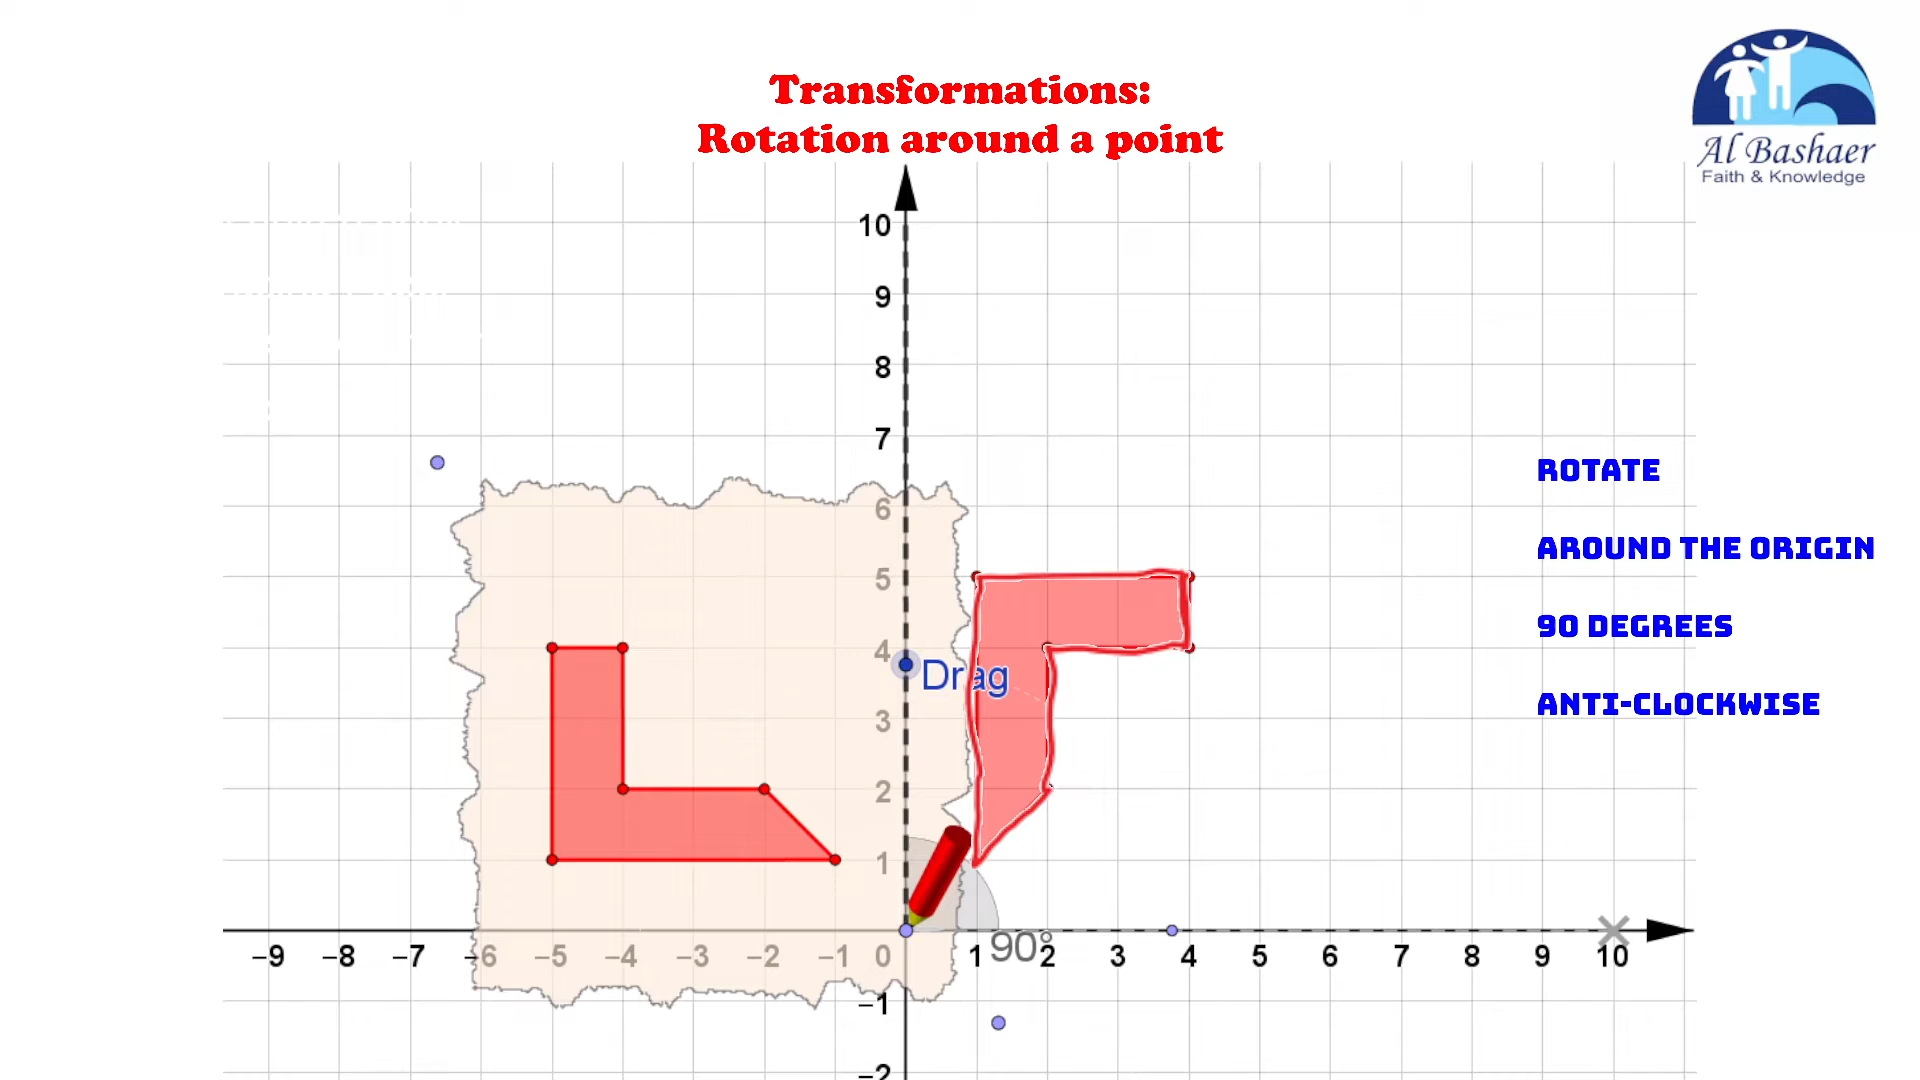 Transformations:
Rotation around a point
Al Bashaer
Faith & Knowledge
10
9
8
7
6
5
4
3
2
1
Drag
ROTATE
AROUND THE ORIGIN
90 DEGREES
ANTI-CLOCKWISE
90°
−9 −8 −7 −6 −5 −4 −3 −2 −1 0 1 2 3 4 5 6 7 8 9 10
−1
−2